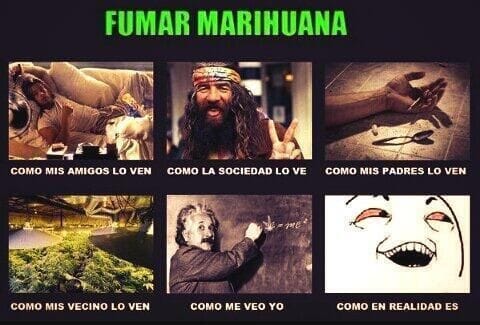 FUMAR MARIHUANA
COMO MIS AMIGOS LO VEN
COMO LA SOCIEDAD LO VE
COMO MIS PADRES LO VEN
COMO MIS VECINO LO VEN
COMO ME VEO YO
COMO EN REALIDAD ES